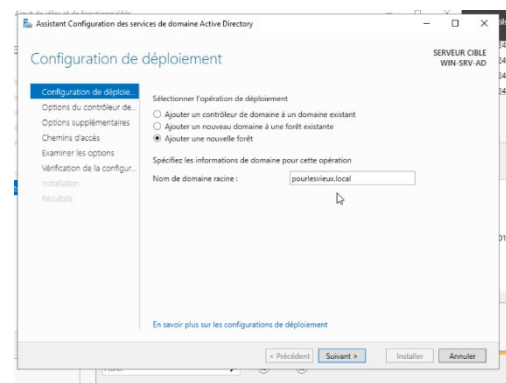 Assistant Configuration des services de domaine Active Directory
Configuration de déploiement
SERVEUR CIBLE
WIN-SRV-AD
Configuration de déploie...
Options du contrôleur de...
Options supplémentaires
Chemins d'accès
Examiner les options
Vérification de la configur...
Installation
Résultats
Sélectionner l'opération de déploiement
Ajouter un contrôleur de domaine à un domaine existant
Ajouter un nouveau domaine à une forêt existante
Ajouter une nouvelle forêt
Spécifiez les informations de domaine pour cette opération
Nom de domaine racine :
pourlesvieux.local
En savoir plus sur les configurations de déploiement
< Précédent
Suivant >
Installer
Annuler